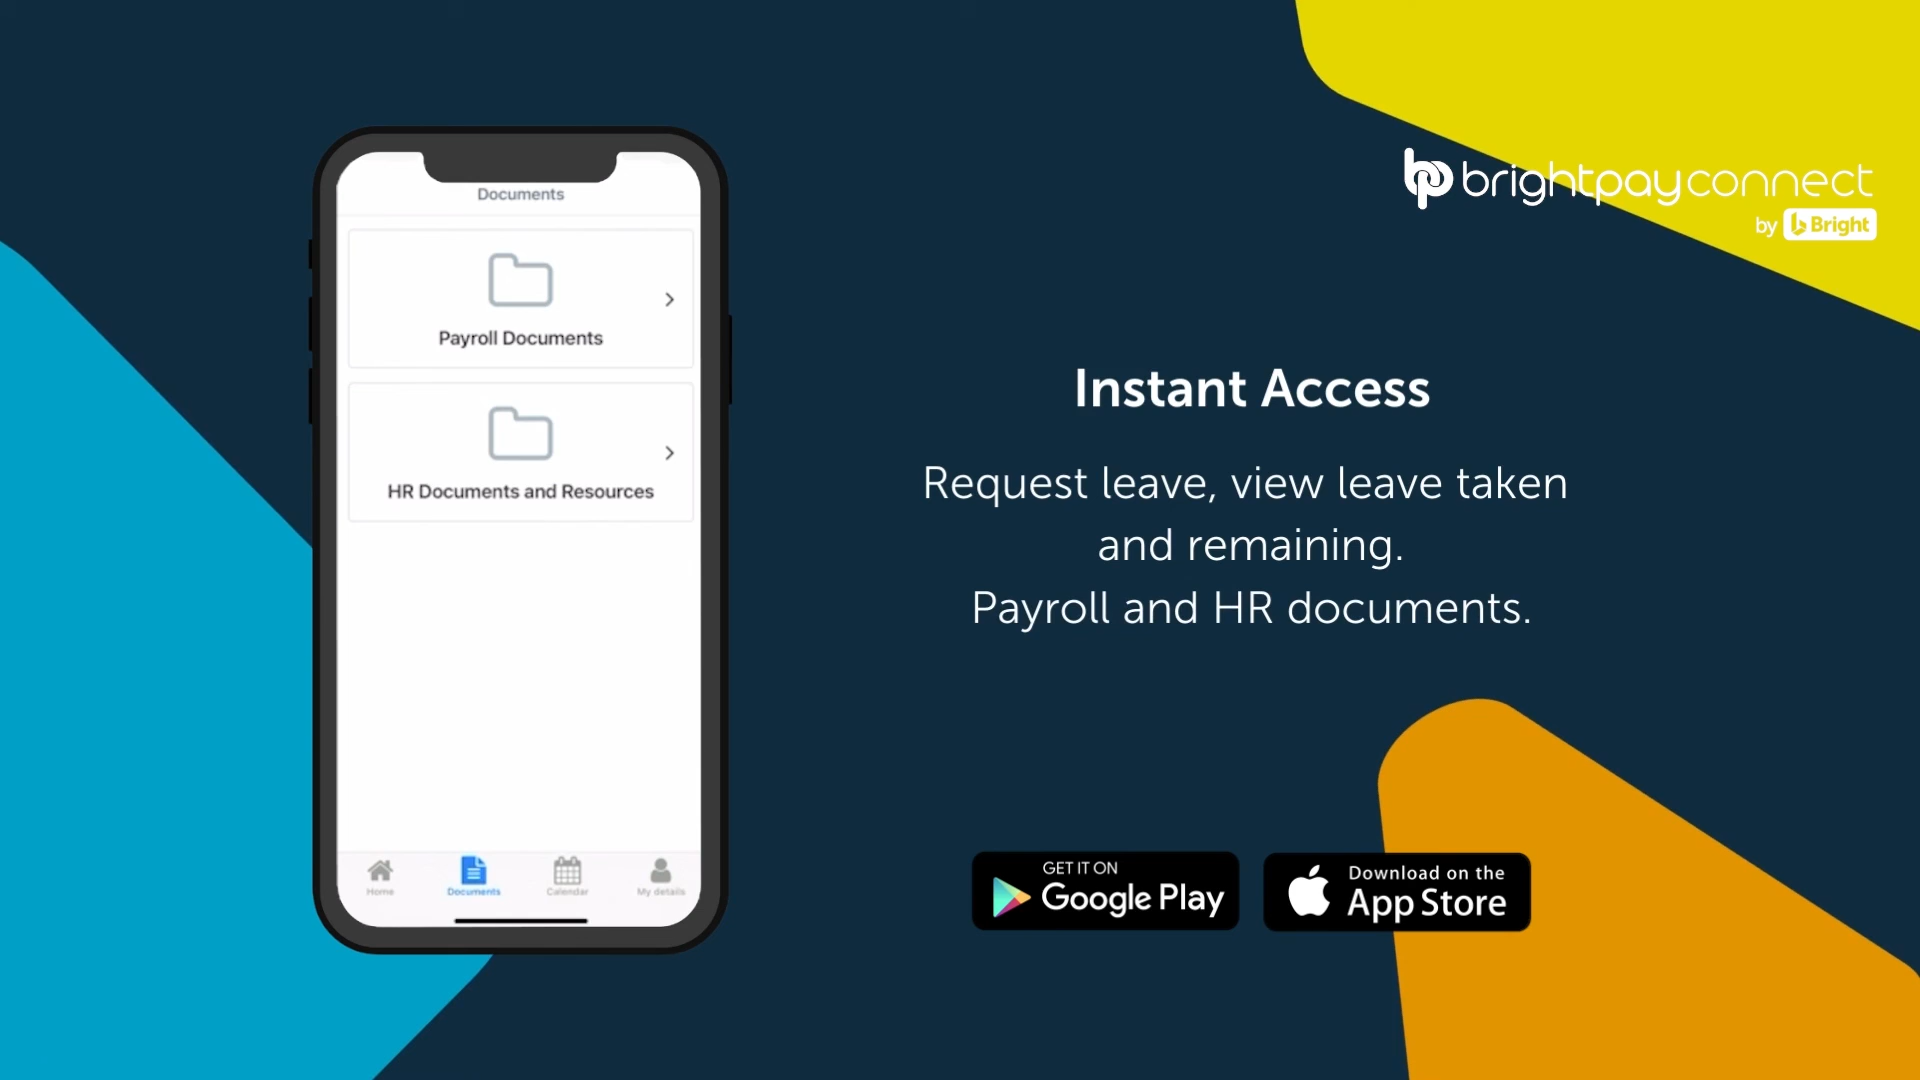 Documents
Payroll Documents
HR Documents and Resources
Home
Documents
Calendar
My details
bp brightpayconnect
by Bright
Instant Access
Request leave, view leave taken
and remaining.
Payroll and HR documents.
GET IT ON
Google Play
Download on the
App Store